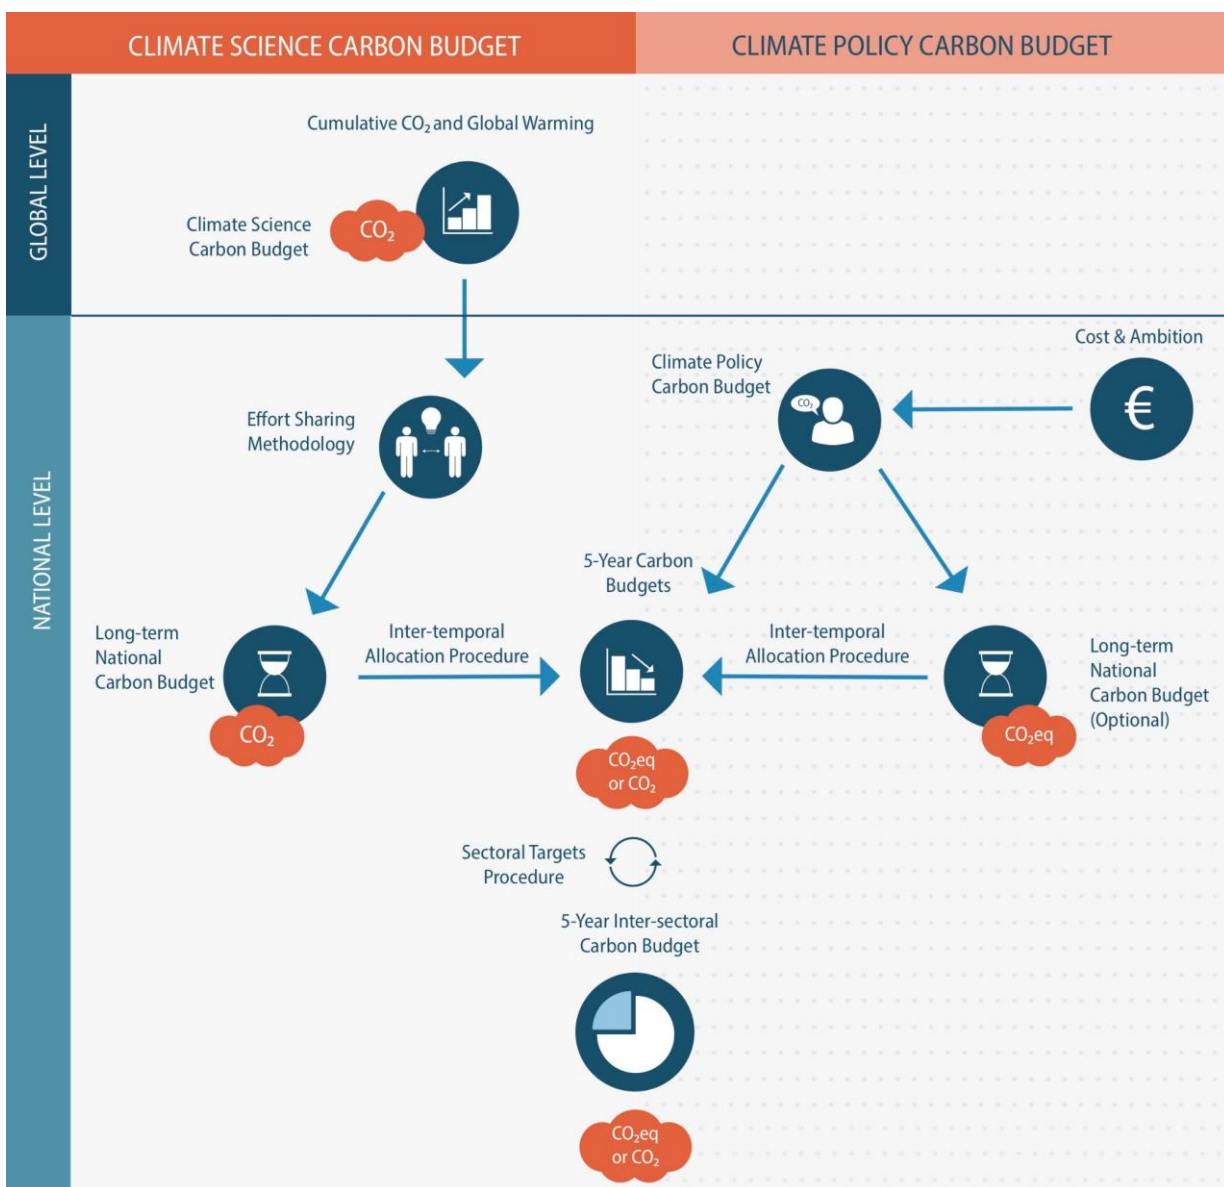 CLIMATE SCIENCE CARBON BUDGET
CLIMATE POLICY CARBON BUDGET
GLOBAL LEVEL
Cumulative CO₂ and Global Warming
Climate Science
Carbon Budget
CO₂
NATIONAL LEVEL
Cost & Ambition
€
Climate Policy
Carbon Budget
CO₂
Effort Sharing
Methodology
5-Year Carbon
Budgets
Long-term
National
Carbon Budget
CO₂
Inter-temporal
Allocation Procedure
Inter-temporal
Allocation Procedure
Long-term
National
Carbon Budget
(Optional)
CO₂eq
CO₂eq
or CO₂
Sectoral Targets
Procedure
5-Year Inter-sectoral
Carbon Budget
CO₂eq
or CO₂